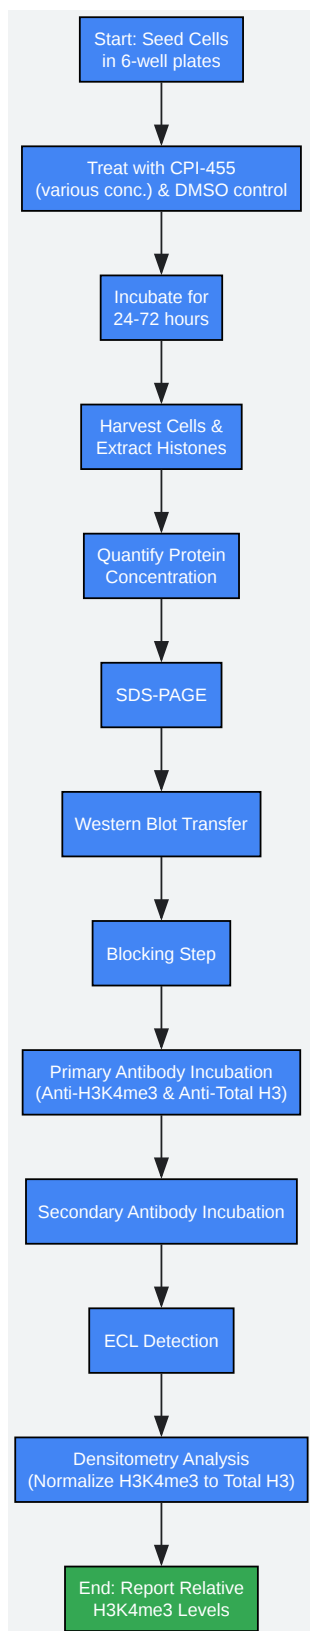 Start: Seed Cells
in 6-well plates
Treat with CPI-455
(various conc.) & DMSO control
Incubate for
24-72 hours
Harvest Cells &
Extract Histones
Quantify Protein
Concentration
SDS-PAGE
Western Blot Transfer
Blocking Step
Primary Antibody Incubation
(Anti-H3K4me3 & Anti-Total H3)
Secondary Antibody Incubation
ECL Detection
Densitometry Analysis
(Normalize H3K4me3 to Total H3)
End: Report Relative
H3K4me3 Levels